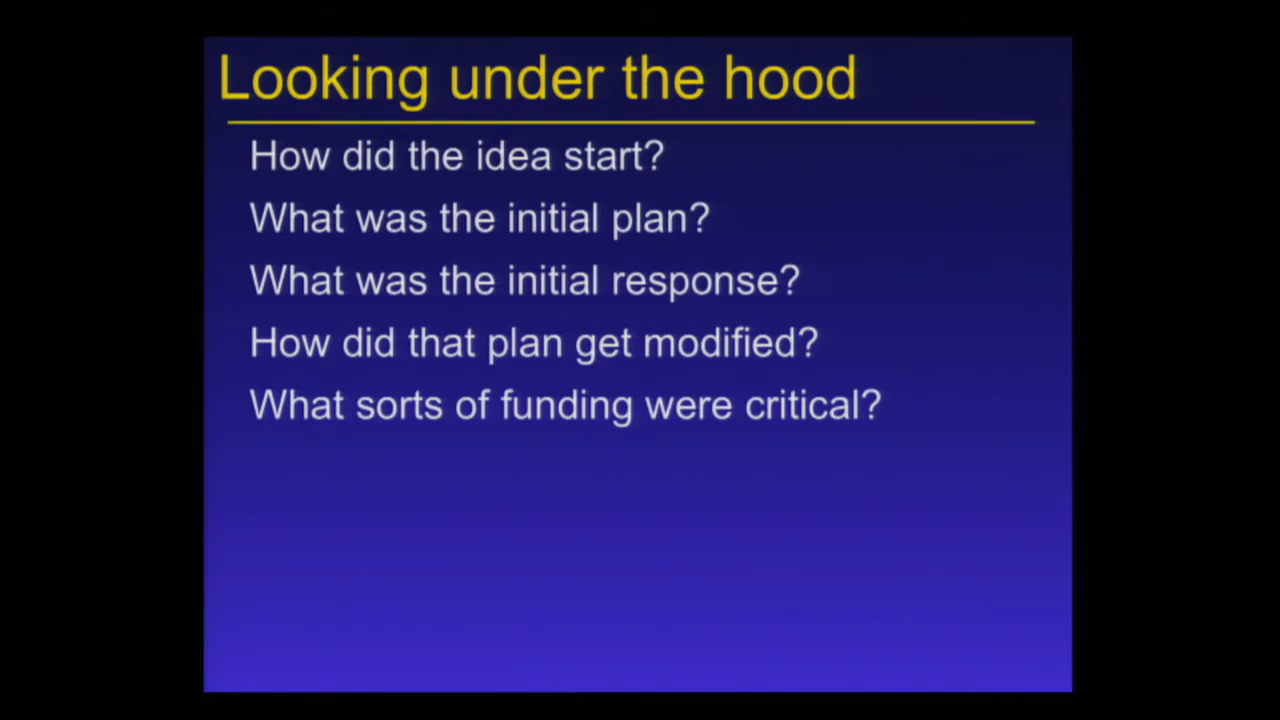 Looking under the hood
How did the idea start?
What was the initial plan?
What was the initial response?
How did that plan get modified?
What sorts of funding were critical?